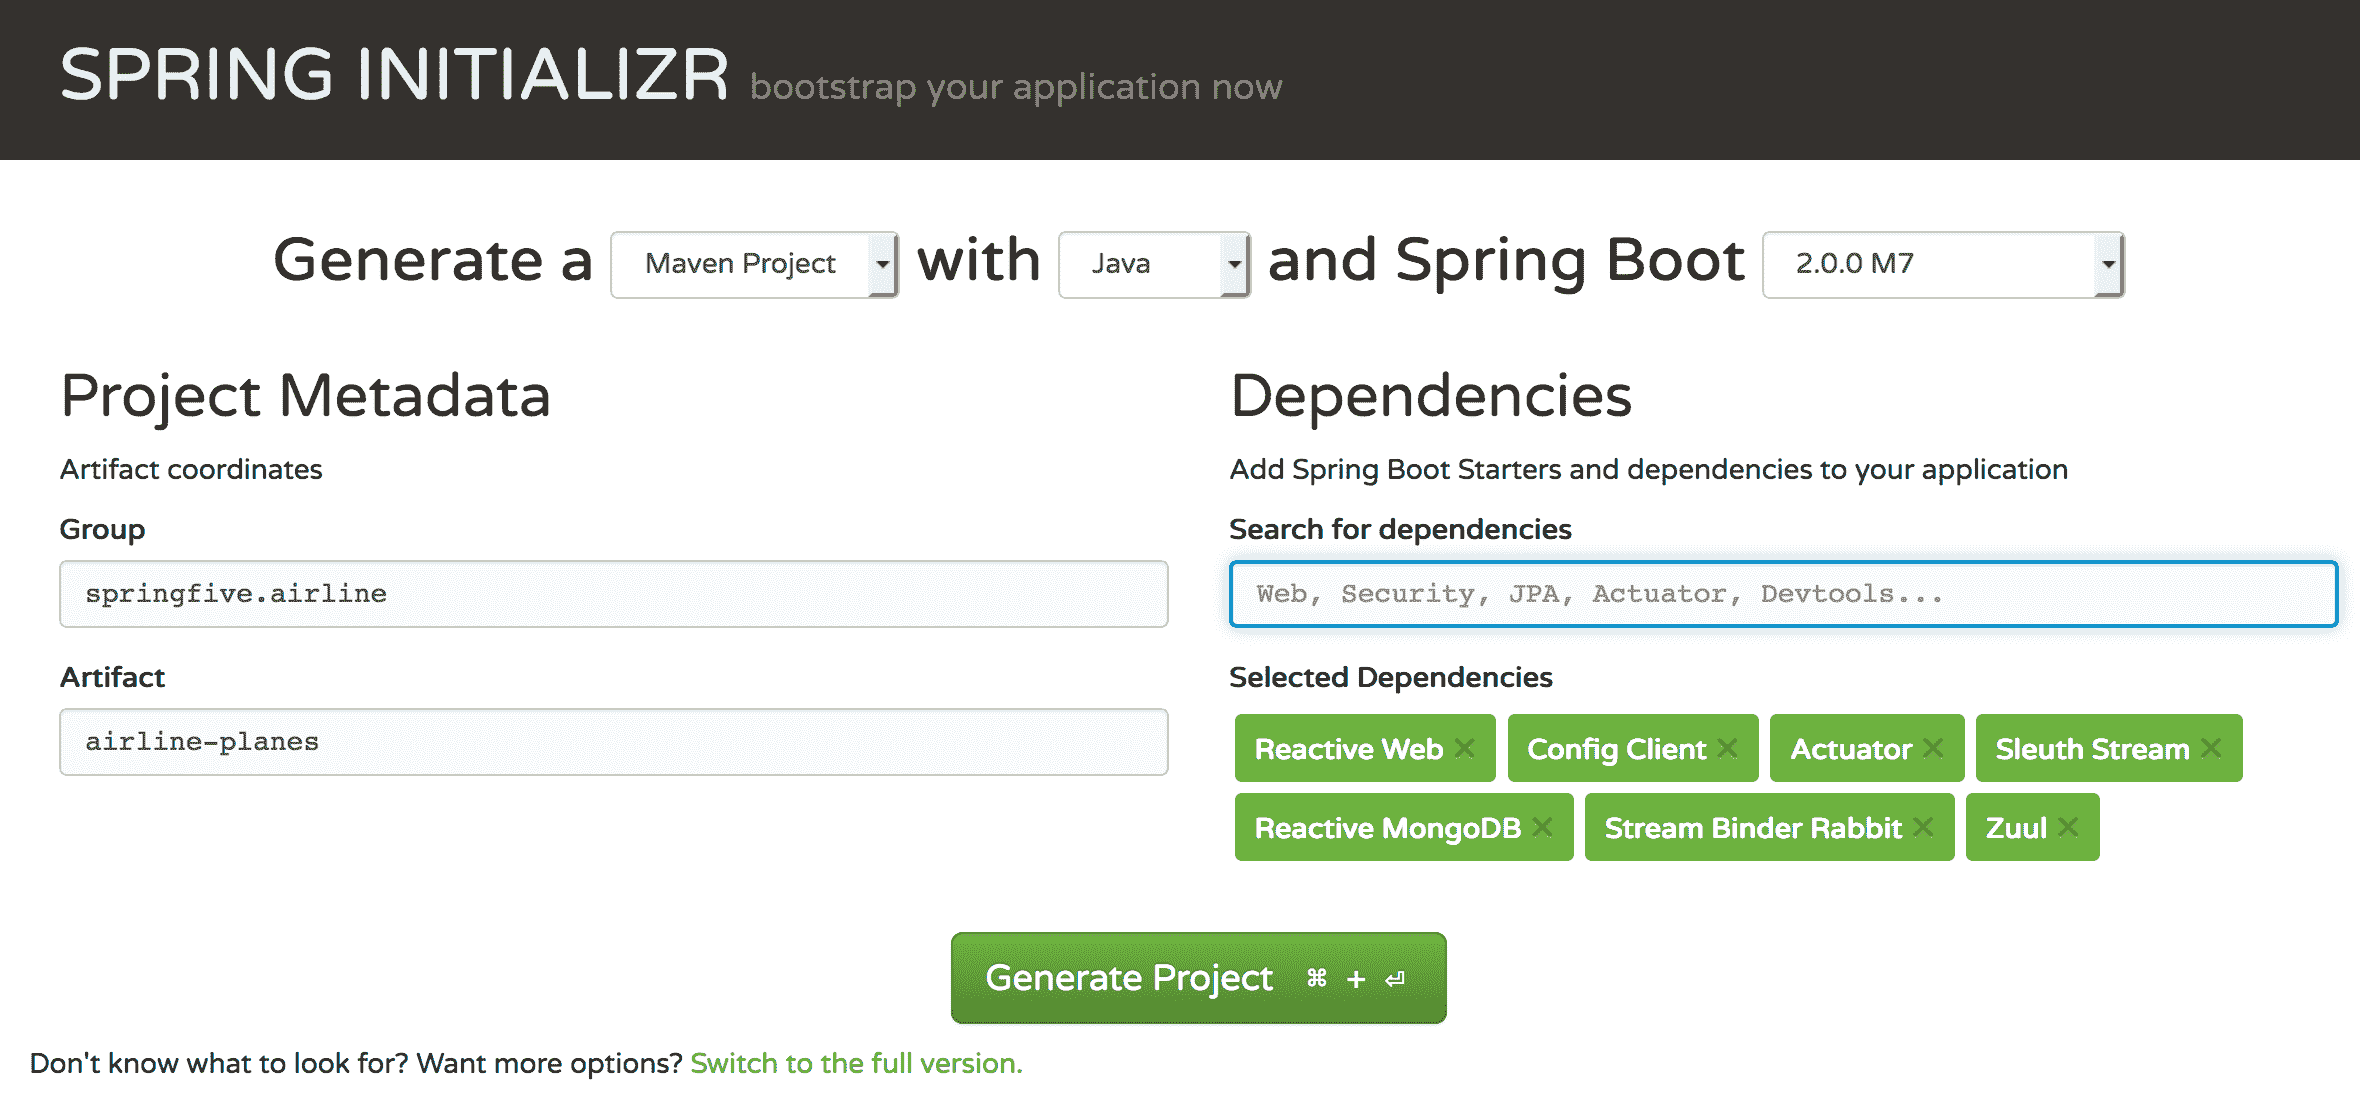 SPRING INITIALIZR bootstrap your application now
Generate a Maven Project with Java and Spring Boot 2.0.0 M7
Project Metadata
Artifact coordinates
Group
springfive.airline
Artifact
airline-planes
Dependencies
Add Spring Boot Starters and dependencies to your application
Search for dependencies
Web, Security, JPA, Actuator, Devtools...
Selected Dependencies
Reactive Web × Config Client × Actuator × Sleuth Stream ×
Reactive MongoDB × Stream Binder Rabbit × Zuul ×
Generate Project ⌘ + ⏎
Don't know what to look for? Want more options? Switch to the full version.